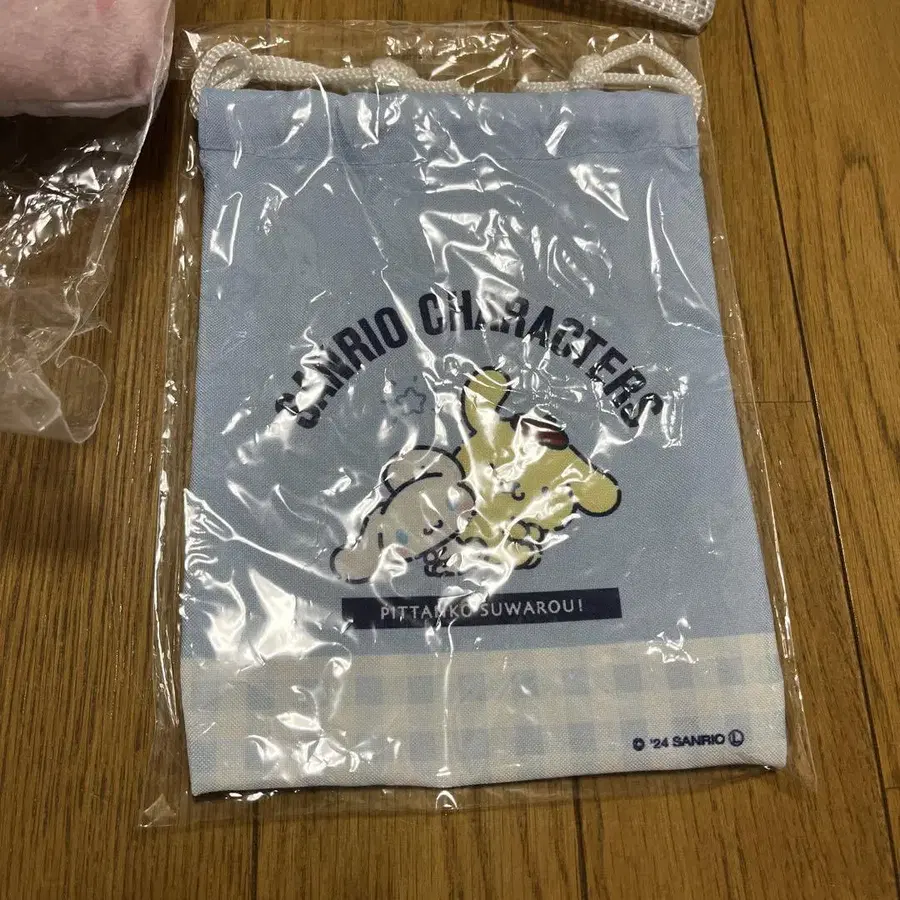 SANRIO CHARACTERS
PITTANKO SUWAROU!
© '24 SANRIO Ⓛ